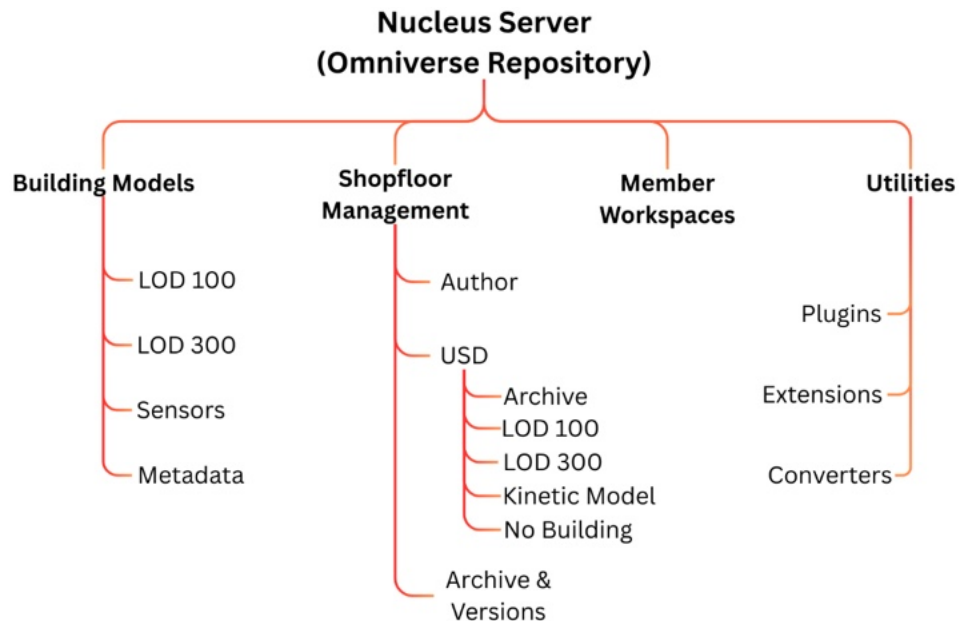 Nucleus Server
(Omniverse Repository)
Building Models
LOD 100
LOD 300
Sensors
Metadata
Shopfloor
Management
Author
USD
Archive
LOD 100
LOD 300
Kinetic Model
No Building
Archive &
Versions
Member
Workspaces
Utilities
Plugins
Extensions
Converters